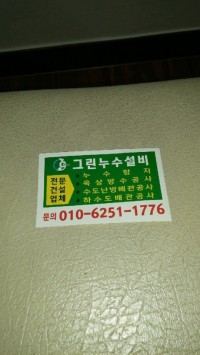 그린누수설비
전문
건설
업체
· 누수탐지
· 옥상방수공사
· 수도난방배관공사
· 하수도배관공사
문의 010-6251-1776